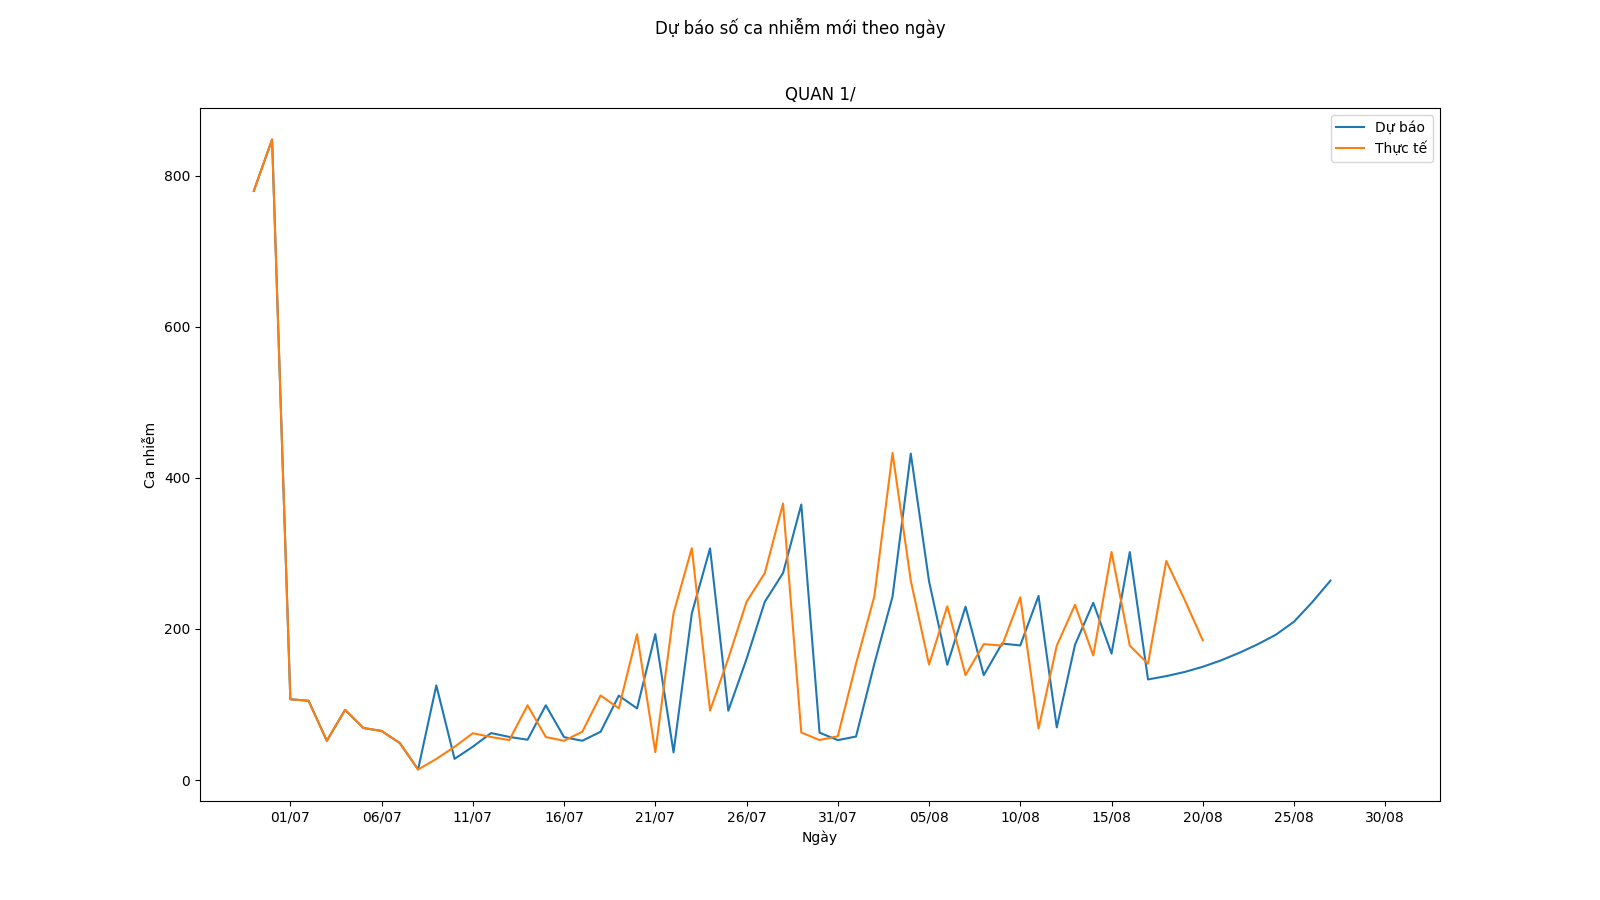 Dự báo số ca nhiễm mới theo ngày
QUAN 1/
Dự báo
Thực tế
800
600
400
200
0
Ca nhiễm
01/07 06/07 11/07 16/07 21/07 26/07 31/07 05/08 10/08 15/08 20/08 25/08 30/08
Ngày